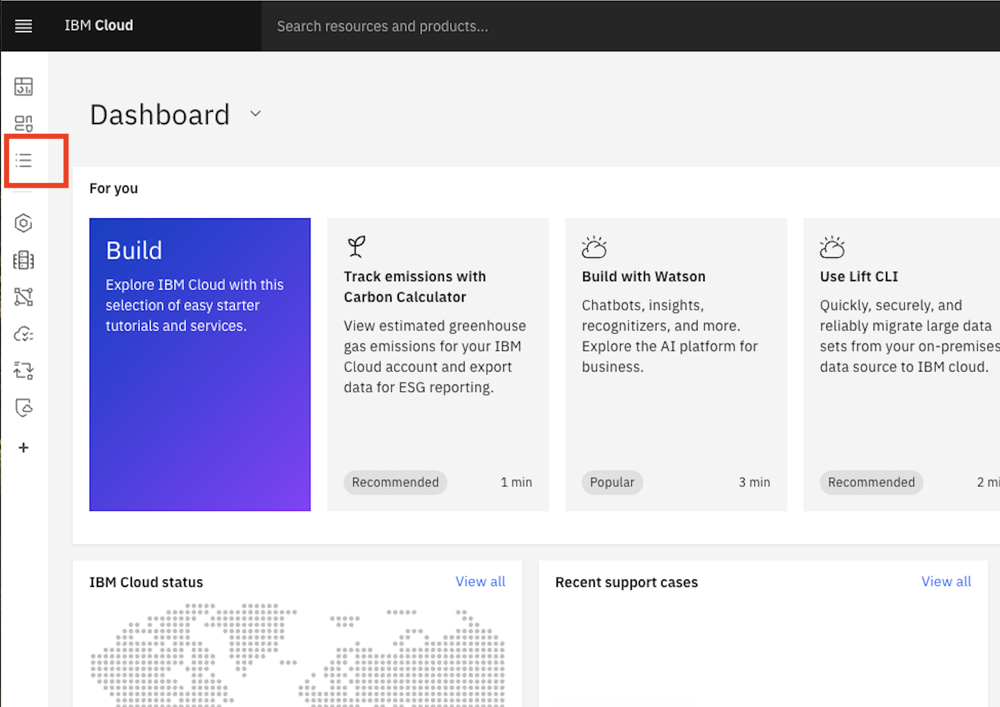 IBM Cloud
Search resources and products...
Dashboard
For you
Build
Explore IBM Cloud with this
selection of easy starter
tutorials and services.
Track emissions with
Carbon Calculator
View estimated greenhouse
gas emissions for your IBM
Cloud account and export
data for ESG reporting.
Recommended
1 min
Build with Watson
Chatbots, insights,
recognitizers, and more.
Explore the AI platform for
business.
Popular
3 min
Use Lift CLI
Quickly, securely, and
reliably migrate large data
sets from your on-premises
data source to IBM cloud.
Recommended
2 mi
IBM Cloud status
View all
Recent support cases
View all